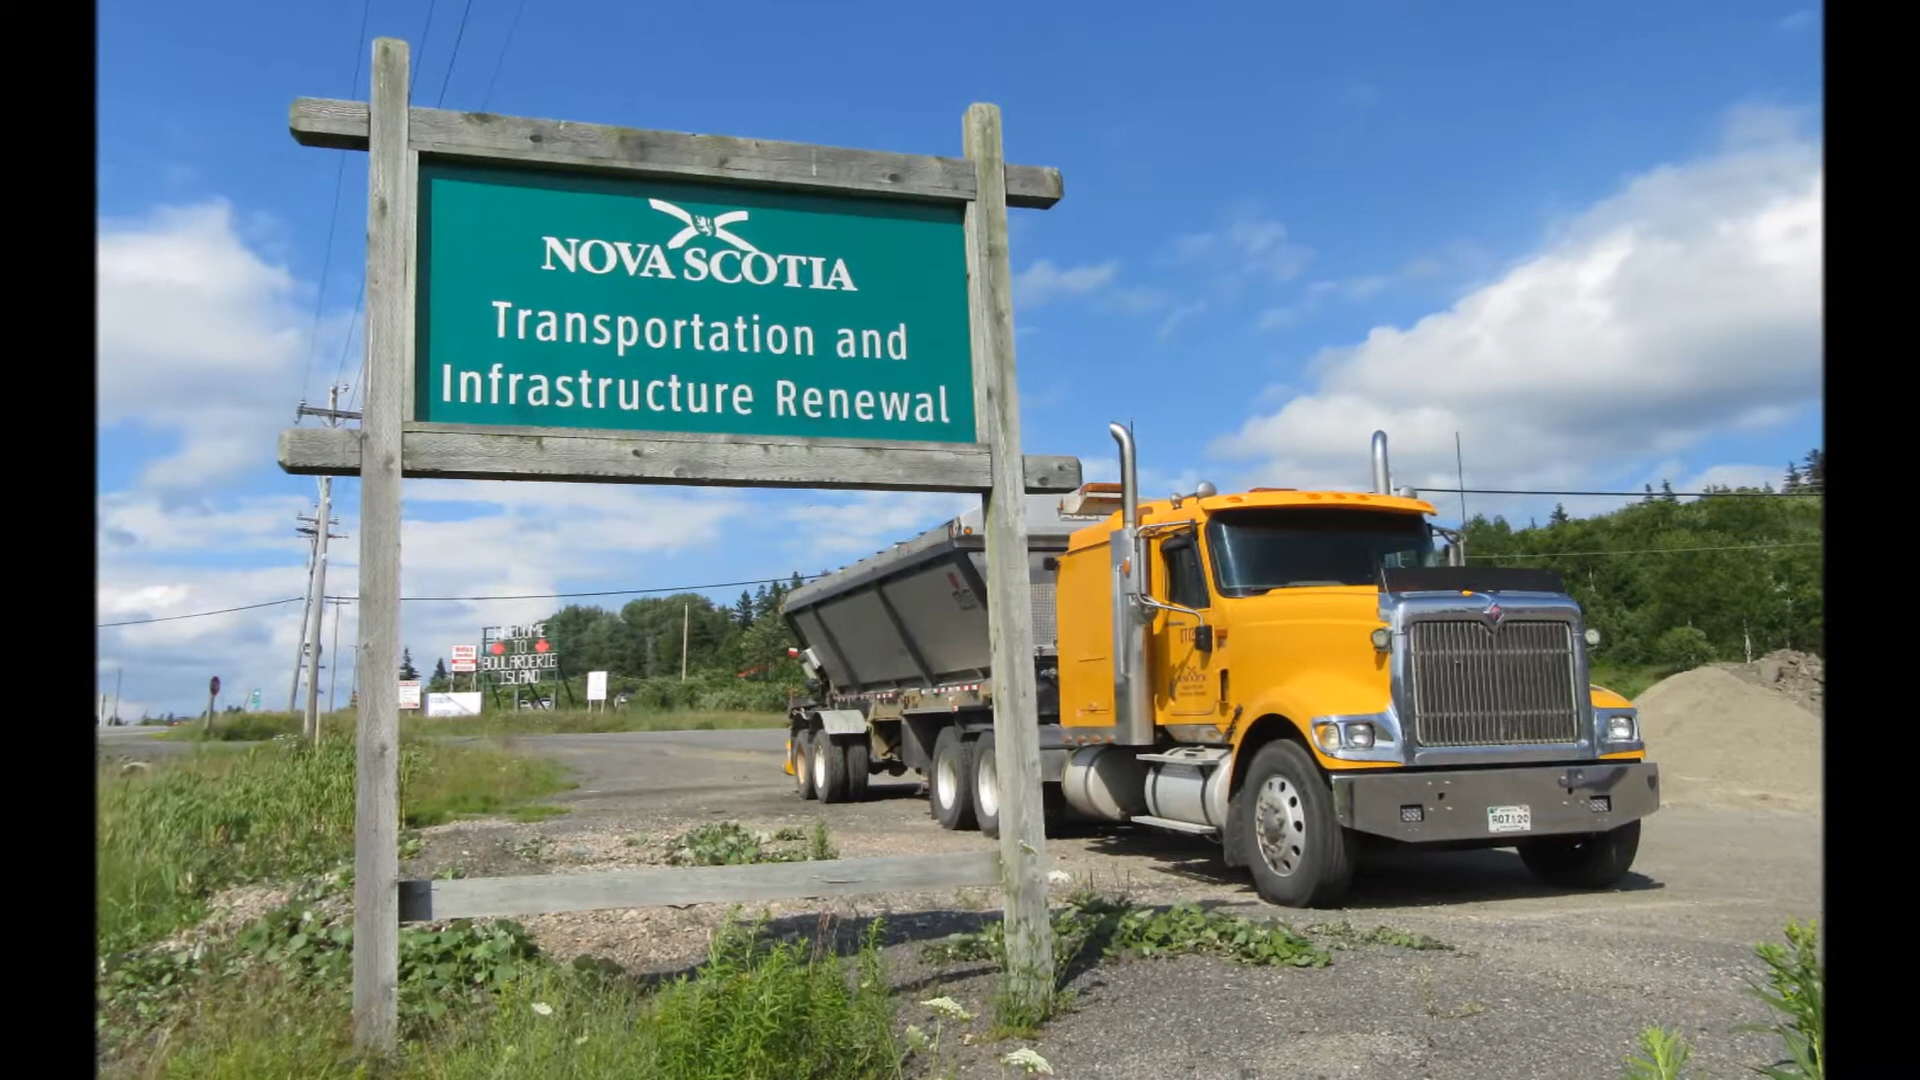 NOVA SCOTIA
Transportation and
Infrastructure Renewal
WELCOME
TO
BOULARDERIE
ISLAND